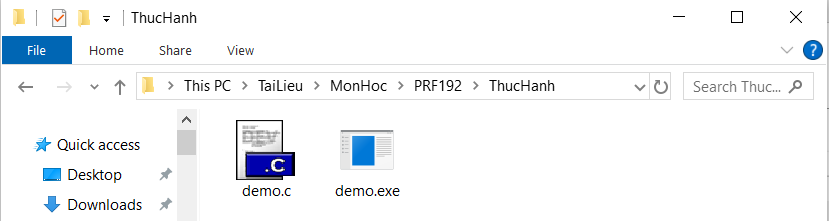 ThucHanh
File Home Share View
This PC TaiLieu MonHoc PRF192 ThucHanh Search Thuc...
Quick access
Desktop
Downloads
.C
demo.c demo.exe